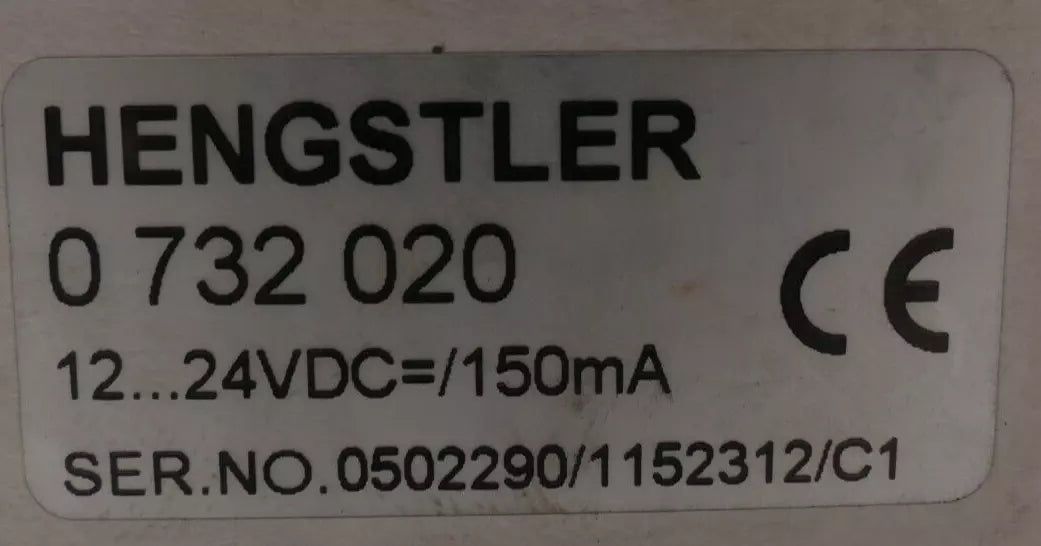 HENGSTLER
0 732 020
CE
12...24VDC=/150mA
SER.NO.0502290/1152312/C1